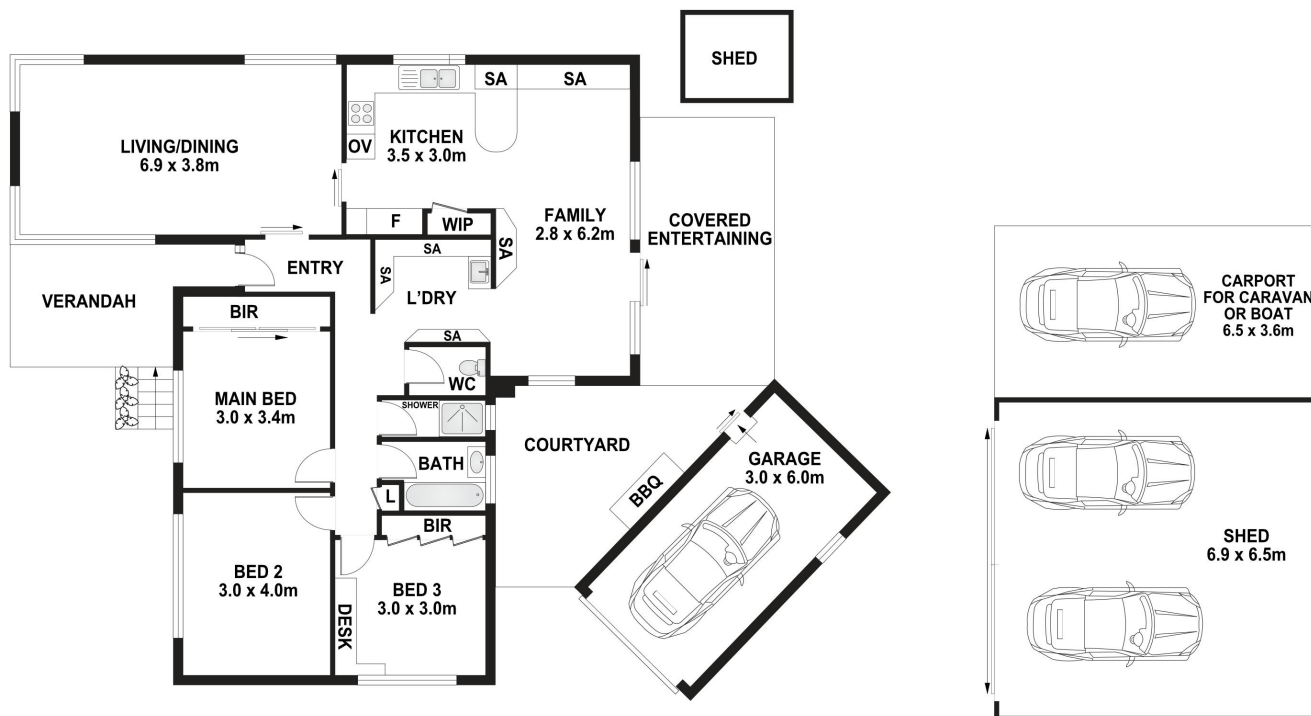 SHED
SA
SA
LIVING/DINING
6.9 x 3.8m
KITCHEN
3.5 x 3.0m
OV
F
WIP
FAMILY
2.8 x 6.2m
SA
COVERED
ENTERTAINING
ENTRY
SA
SA
L'DRY
SA
VERANDAH
BIR
WC
MAIN BED
3.0 x 3.4m
SHOWER
BATH
L
COURTYARD
BBQ
GARAGE
3.0 x 6.0m
BIR
BED 2
3.0 x 4.0m
BED 3
3.0 x 3.0m
DESK
CARPORT
FOR CARAVAN
OR BOAT
6.5 x 3.6m
SHED
6.9 x 6.5m